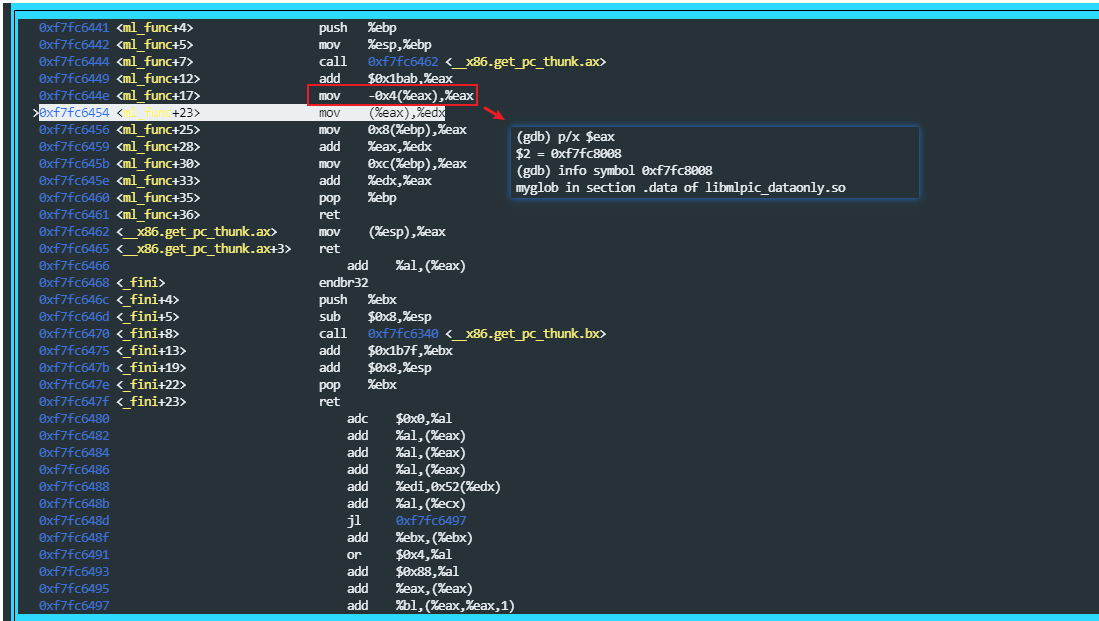 0xf7fc6441 <ml_func+4> push %ebp
0xf7fc6442 <ml_func+5> mov %esp,%ebp
0xf7fc6444 <ml_func+7> call 0xf7fc6462 <__x86.get_pc_thunk.ax>
0xf7fc6449 <ml_func+12> add $0x1bab,%eax
0xf7fc644e <ml_func+17> mov -0x4(%eax),%eax
>0xf7fc6454 <ml_func+23> mov (%eax),%edx
0xf7fc6456 <ml_func+25> mov 0x8(%ebp),%eax
0xf7fc6459 <ml_func+28> add %eax,%edx
0xf7fc645b <ml_func+30> mov 0xc(%ebp),%eax
0xf7fc645e <ml_func+33> add %edx,%eax
0xf7fc6460 <ml_func+35> pop %ebp
0xf7fc6461 <ml_func+36> ret
0xf7fc6462 <__x86.get_pc_thunk.ax> mov (%esp),%eax
0xf7fc6465 <__x86.get_pc_thunk.ax+3> ret
0xf7fc6466 add %al,(%eax)
0xf7fc6468 <_fini> endbr32
0xf7fc646c <_fini+4> push %ebx
0xf7fc646d <_fini+5> sub $0x8,%esp
0xf7fc6470 <_fini+8> call 0xf7fc6340 <__x86.get_pc_thunk.bx>
0xf7fc6475 <_fini+13> add $0x1b7f,%ebx
0xf7fc647b <_fini+19> add $0x8,%esp
0xf7fc647e <_fini+22> pop %ebx
0xf7fc647f <_fini+23> ret
0xf7fc6480 adc $0x0,%al
0xf7fc6482 add %al,(%eax)
0xf7fc6484 add %al,(%eax)
0xf7fc6486 add %al,(%eax)
0xf7fc6488 add %edi,0x52(%edx)
0xf7fc648b add %al,(%ecx)
0xf7fc648d jl 0xf7fc6497
0xf7fc648f add %ebx,(%ebx)
0xf7fc6491 or $0x4,%al
0xf7fc6493 add $0x88,%al
0xf7fc6495 add %eax,(%eax)
0xf7fc6497 add %bl,(%eax,%eax,1)
(gdb) p/x $eax
$2 = 0xf7fc8008
(gdb) info symbol 0xf7fc8008
myglob in section .data of libmlpic_dataonly.so